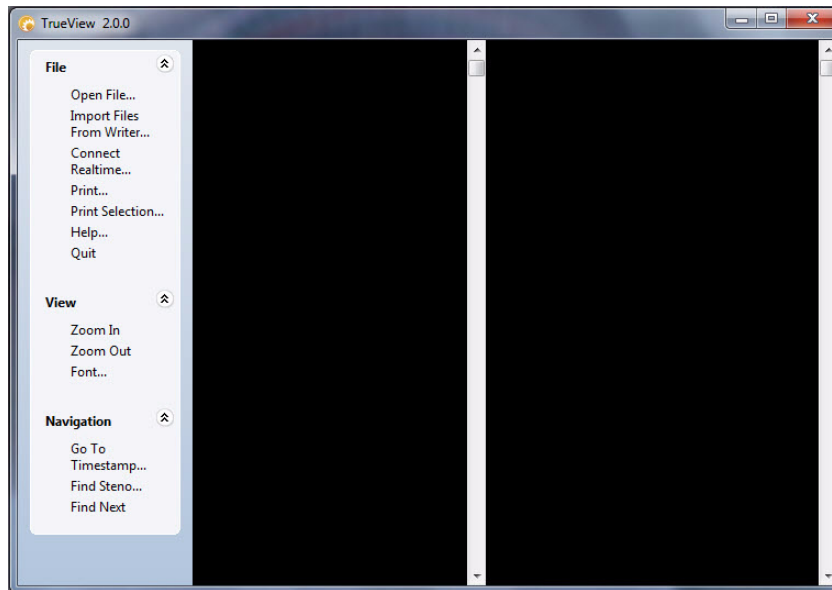 TrueView 2.0.0
File
Open File...
Import Files
From Writer...
Connect
Realtime...
Print...
Print Selection...
Help...
Quit
View
Zoom In
Zoom Out
Font...
Navigation
Go To
Timestamp...
Find Steno...
Find Next